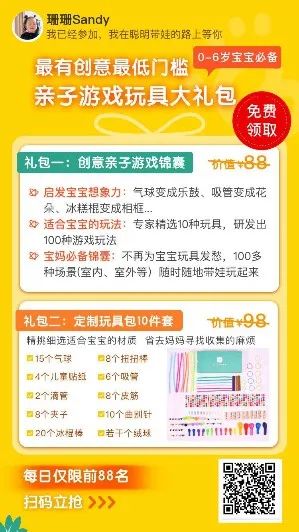 珊珊Sandy
我已经参加，我在聪明带娃的路上等你
0-6岁宝宝必备
最有创意最低门槛
亲子游戏玩具大礼包
免费
领取
礼包一：创意亲子游戏锦囊
价值¥88
启发宝宝想象力：气球变成乐鼓、吸管变成花
朵、冰糕棍变成相框...
适合宝宝的玩法：专家精选10种玩具，研发出
100种游戏玩法
宝妈必备锦囊：不再为宝宝玩具发愁，100多
种场景(室内、室外等）随时随地带娃玩起来
礼包二：定制玩具包10件套
价值¥98
精挑细选适合宝宝的材质 省去妈妈寻找收集的麻烦
15个气球
8个扭扭棒
4个儿童贴纸
6个吸管
2个滴管
8个皮筋
8个夹子
10个曲别针
20个冰棍棒
若干个绒球
每日仅限前88名
扫码立抢 >>>